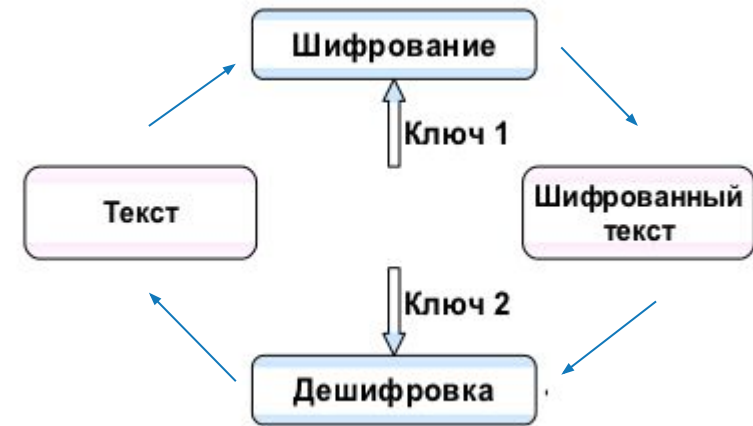 Шифрование
Ключ 1
Текст
Шифрованный
текст
Ключ 2
Дешифровка